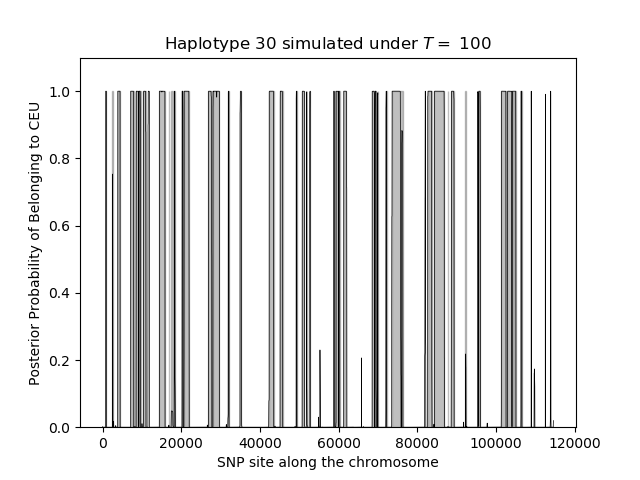 Haplotype 30 simulated under T = 100
Posterior Probability of Belonging to CEU
1.0
0.8
0.6
0.4
0.2
0.0
0 20000 40000 60000 80000 100000 120000
SNP site along the chromosome